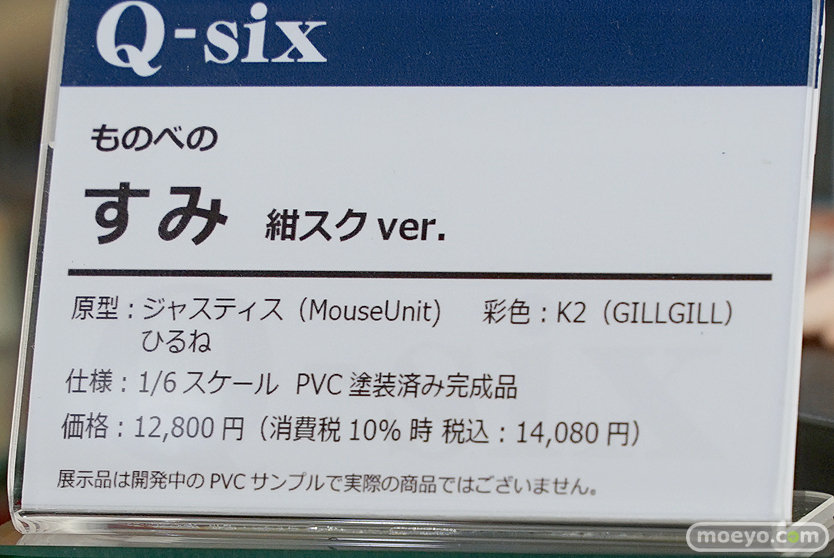 Q-six
ものべの
すみ 紺スク ver.
原型：ジャスティス（MouseUnit） 彩色：K2（GILLGILL）
ひるね
仕様：1/6 スケール PVC 塗装済み完成品
価格：12,800 円（消費税 10% 時 税込：14,080 円）
展示品は開発中の PVC サンプルで実際の商品ではございません。
moeyo.com